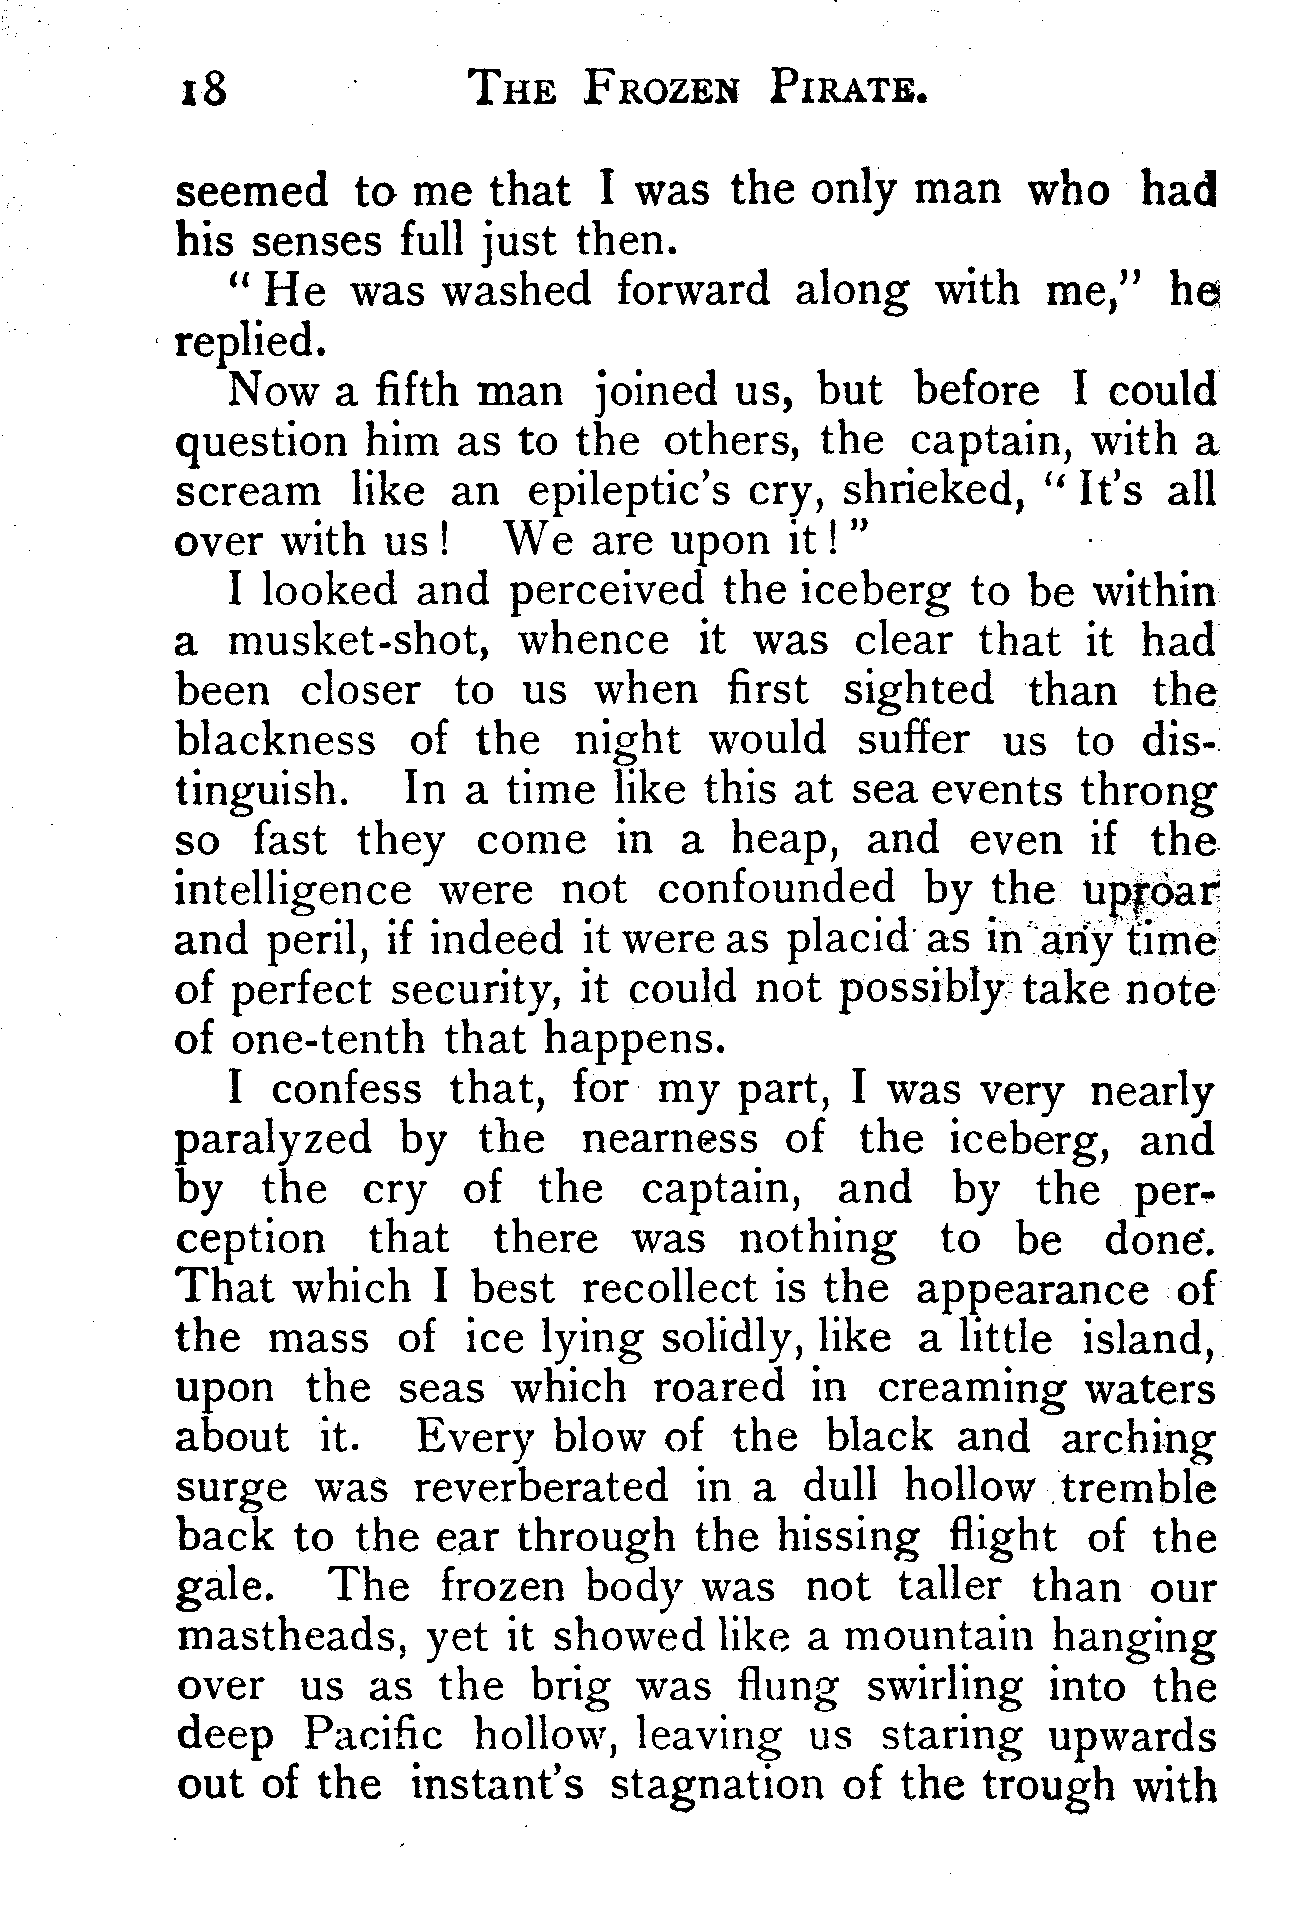 18 The Frozen Pirate.
seemed to me that I was the only man who had
his senses full just then.
“ He was washed forward along with me,” he
replied.
Now a fifth man joined us, but before I could
question him as to the others, the captain, with a
scream like an epileptic’s cry, shrieked, “ It’s all
over with us ! We are upon it ! ”
I looked and perceived the iceberg to be within
a musket-shot, whence it was clear that it had
been closer to us when first sighted than the
blackness of the night would suffer us to dis-
tinguish. In a time like this at sea events throng
so fast they come in a heap, and even if the
intelligence were not confounded by the uproar
and peril, if indeed it were as placid as in any time
of perfect security, it could not possibly take note
of one-tenth that happens.
I confess that, for my part, I was very nearly
paralyzed by the nearness of the iceberg, and
by the cry of the captain, and by the per-
ception that there was nothing to be done.
That which I best recollect is the appearance of
the mass of ice lying solidly, like a little island,
upon the seas which roared in creaming waters
about it. Every blow of the black and arching
surge was reverberated in a dull hollow tremble
back to the ear through the hissing flight of the
gale. The frozen body was not taller than our
mastheads, yet it showed like a mountain hanging
over us as the brig was flung swirling into the
deep Pacific hollow, leaving us staring upwards
out of the instant’s stagnation of the trough with